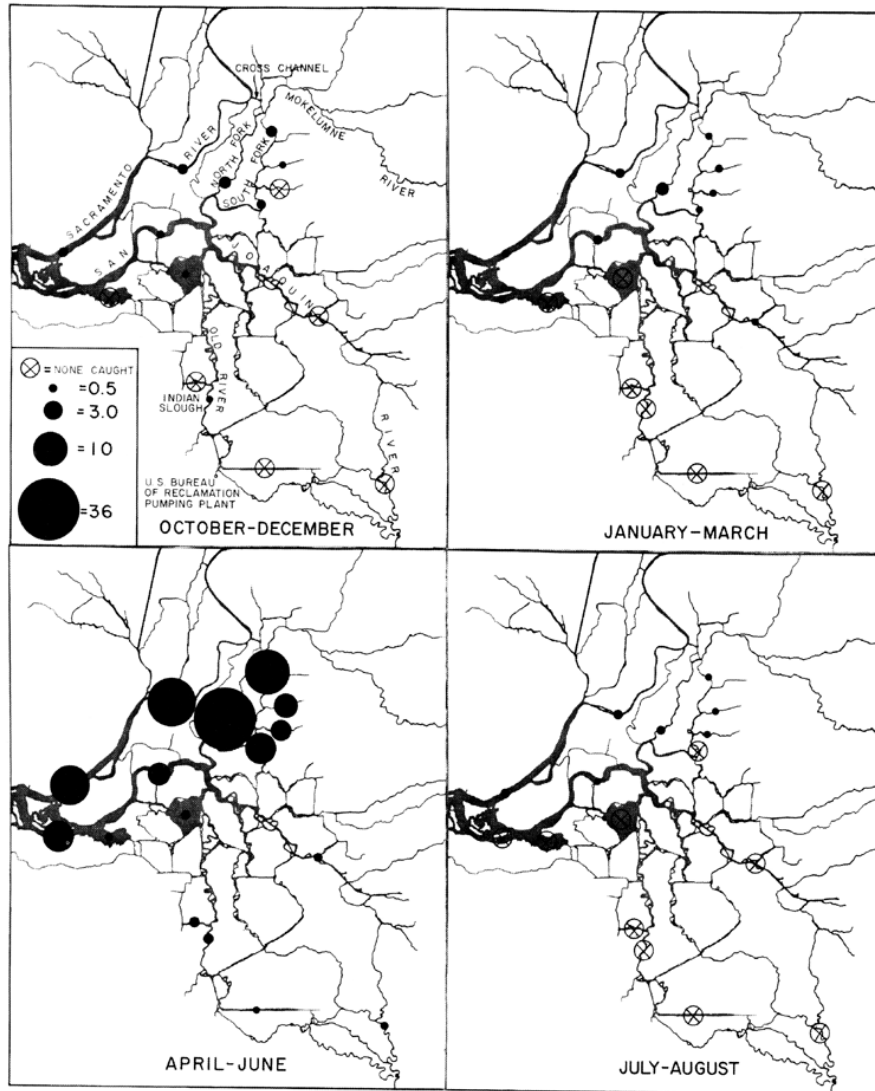 CROSS CHANNEL
MOKELUMNE
RIVER
RIVER
NORTH FORK
SOUTH FORK
SACRAMENTO
SAN
JOAQUIN
OLD
RIVER
= NONE CAUGHT
=0.5
=3.0
=10
=36
INDIAN
SLOUGH
RIVER
U.S BUREAU
OF RECLAMATION
PUMPING PLANT
OCTOBER-DECEMBER
JANUARY-MARCH
APRIL-JUNE
JULY-AUGUST